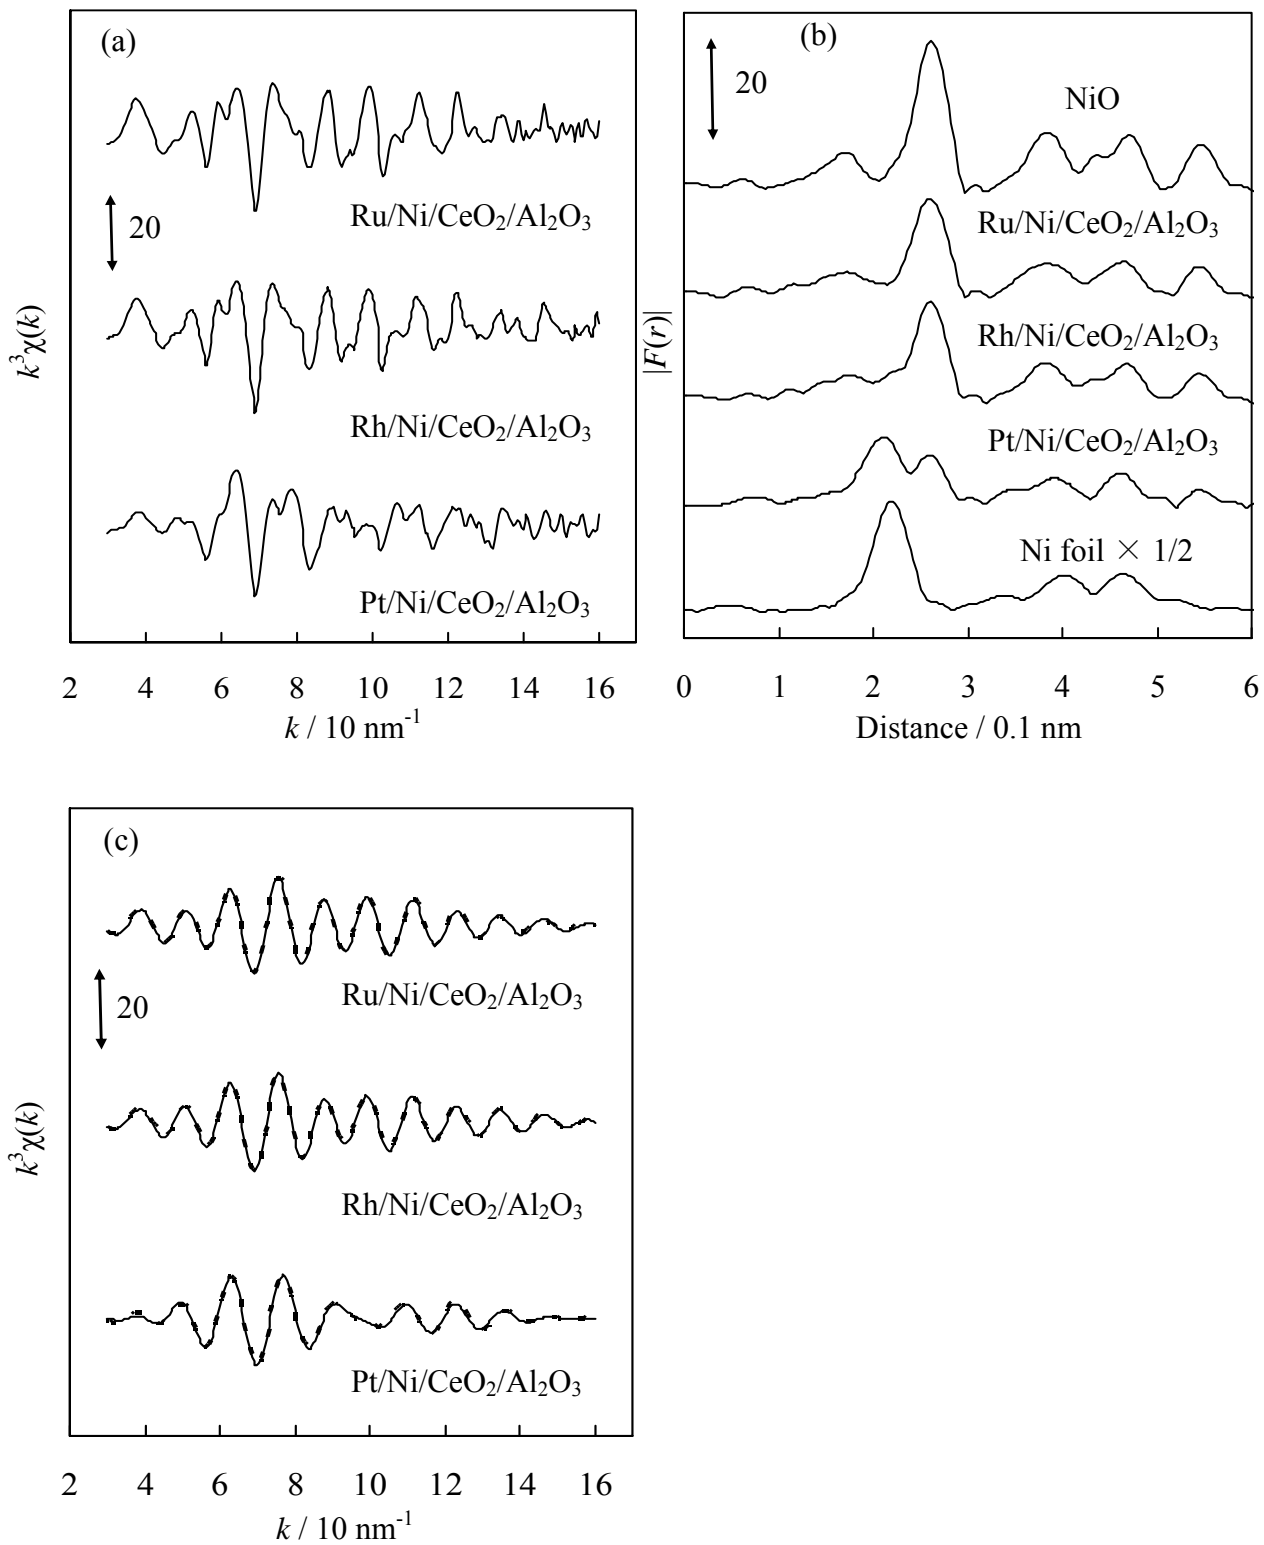 (a)
Ru/Ni/CeO₂/Al₂O₃
20
Rh/Ni/CeO₂/Al₂O₃
Pt/Ni/CeO₂/Al₂O₃
k³χ(k)
2 4 6 8 10 12 14 16
k / 10 nm⁻¹
(b)
20
NiO
Ru/Ni/CeO₂/Al₂O₃
Rh/Ni/CeO₂/Al₂O₃
Pt/Ni/CeO₂/Al₂O₃
Ni foil × 1/2
|F(r)|
0 1 2 3 4 5 6
Distance / 0.1 nm
(c)
Ru/Ni/CeO₂/Al₂O₃
20
Rh/Ni/CeO₂/Al₂O₃
Pt/Ni/CeO₂/Al₂O₃
k³χ(k)
2 4 6 8 10 12 14 16
k / 10 nm⁻¹